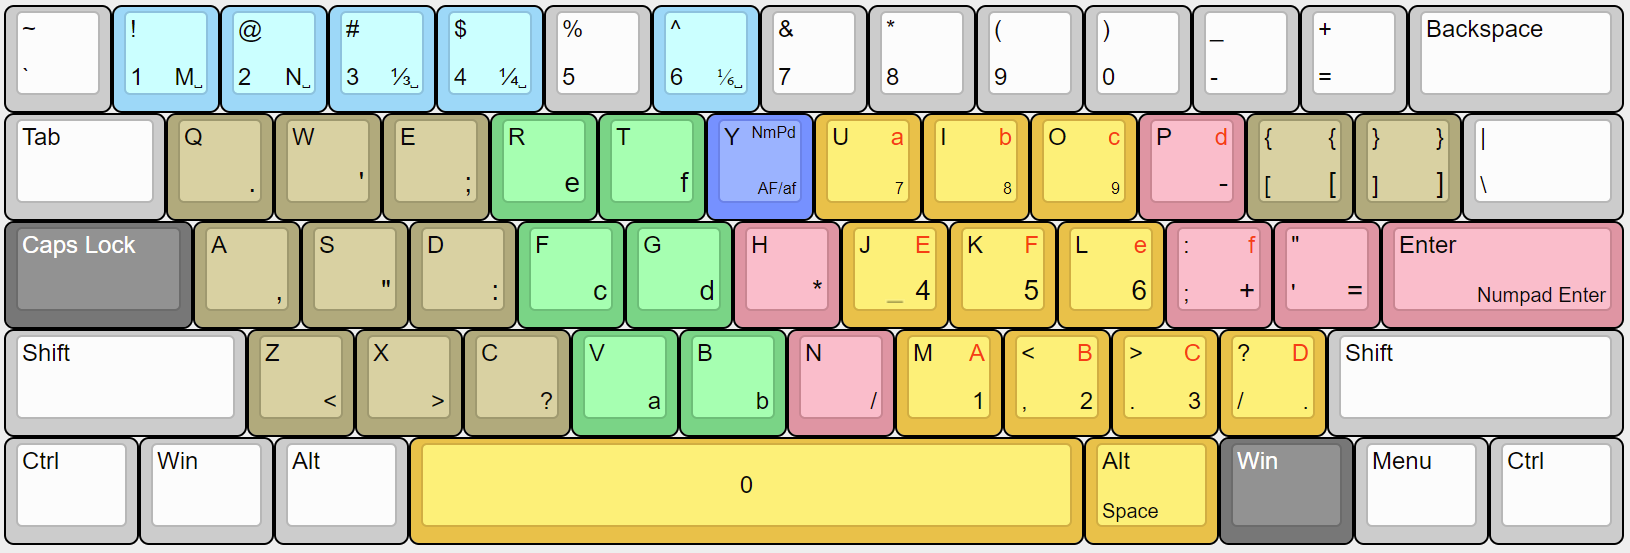 ~ ! @ # $ % ^ & * ( ) _ + Backspace
` 1 M⎵ 2 N⎵ 3 ⅓⎵ 4 ¼⎵ 5 6 ⅙⎵ 7 8 9 0 - =
Tab Q W E R T Y NmPd U a I b O c P d { { } } |
. ' ; e f AF/af 7 8 9 - [ [ ] ] \
Caps Lock A S D F G H J E K F L e : f " Enter
, " : c d * _ 4 5 6 ; + ' = Numpad Enter
Shift Z X C V B N M A < B > C ? D Shift
< > ? a b / 1 , 2 . 3 / .
Ctrl Win Alt 0 Alt Win Menu Ctrl
Space